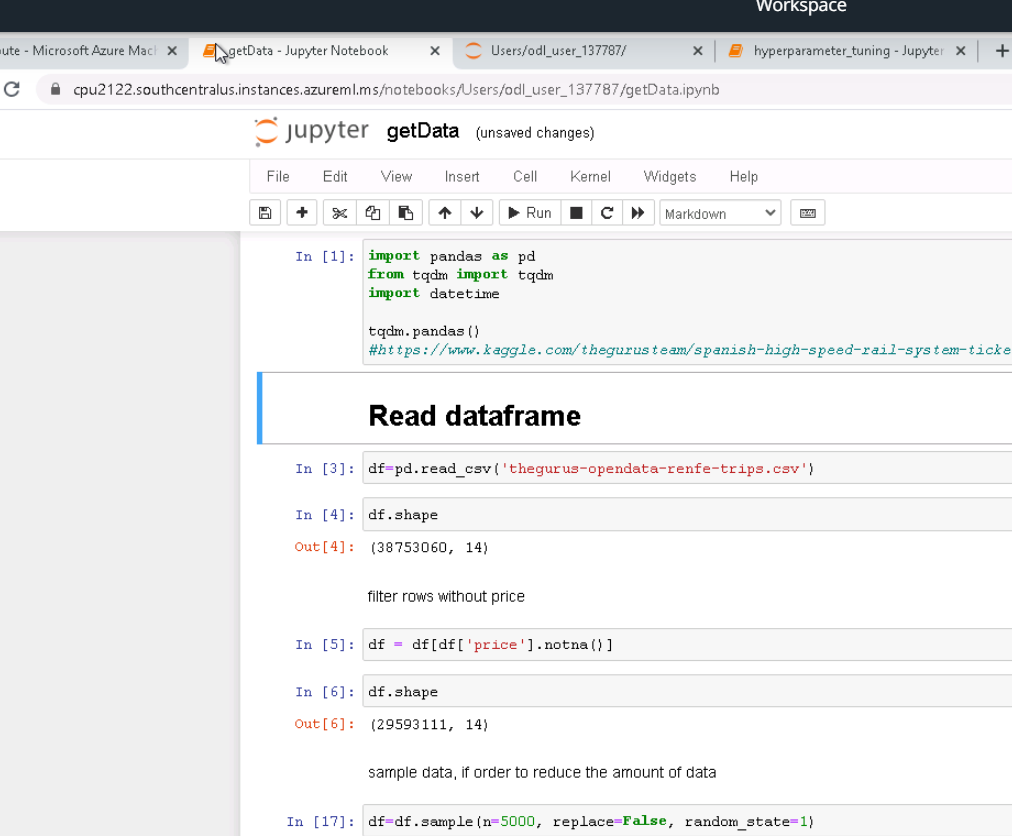 Workspace
ute - Microsoft Azure Mach
getData - Jupyter Notebook
Users/odl_user_137787/
hyperparameter_tuning - Jupyter
cpu2122.southcentralus.instances.azureml.ms/notebooks/Users/odl_user_137787/getData.ipynb
jupyter getData (unsaved changes)
File Edit View Insert Cell Kernel Widgets Help
Run Markdown
In [1]: import pandas as pd
from tqdm import tqdm
import datetime
tqdm.pandas()
#https://www.kaggle.com/thegurusteam/spanish-high-speed-rail-system-ticke
Read dataframe
In [3]: df=pd.read_csv('thegurus-opendata-renfe-trips.csv')
In [4]: df.shape
Out[4]: (38753060, 14)
filter rows without price
In [5]: df = df[df['price'].notna()]
In [6]: df.shape
Out[6]: (29593111, 14)
sample data, if order to reduce the amount of data
In [17]: df=df.sample(n=5000, replace=False, random_state=1)